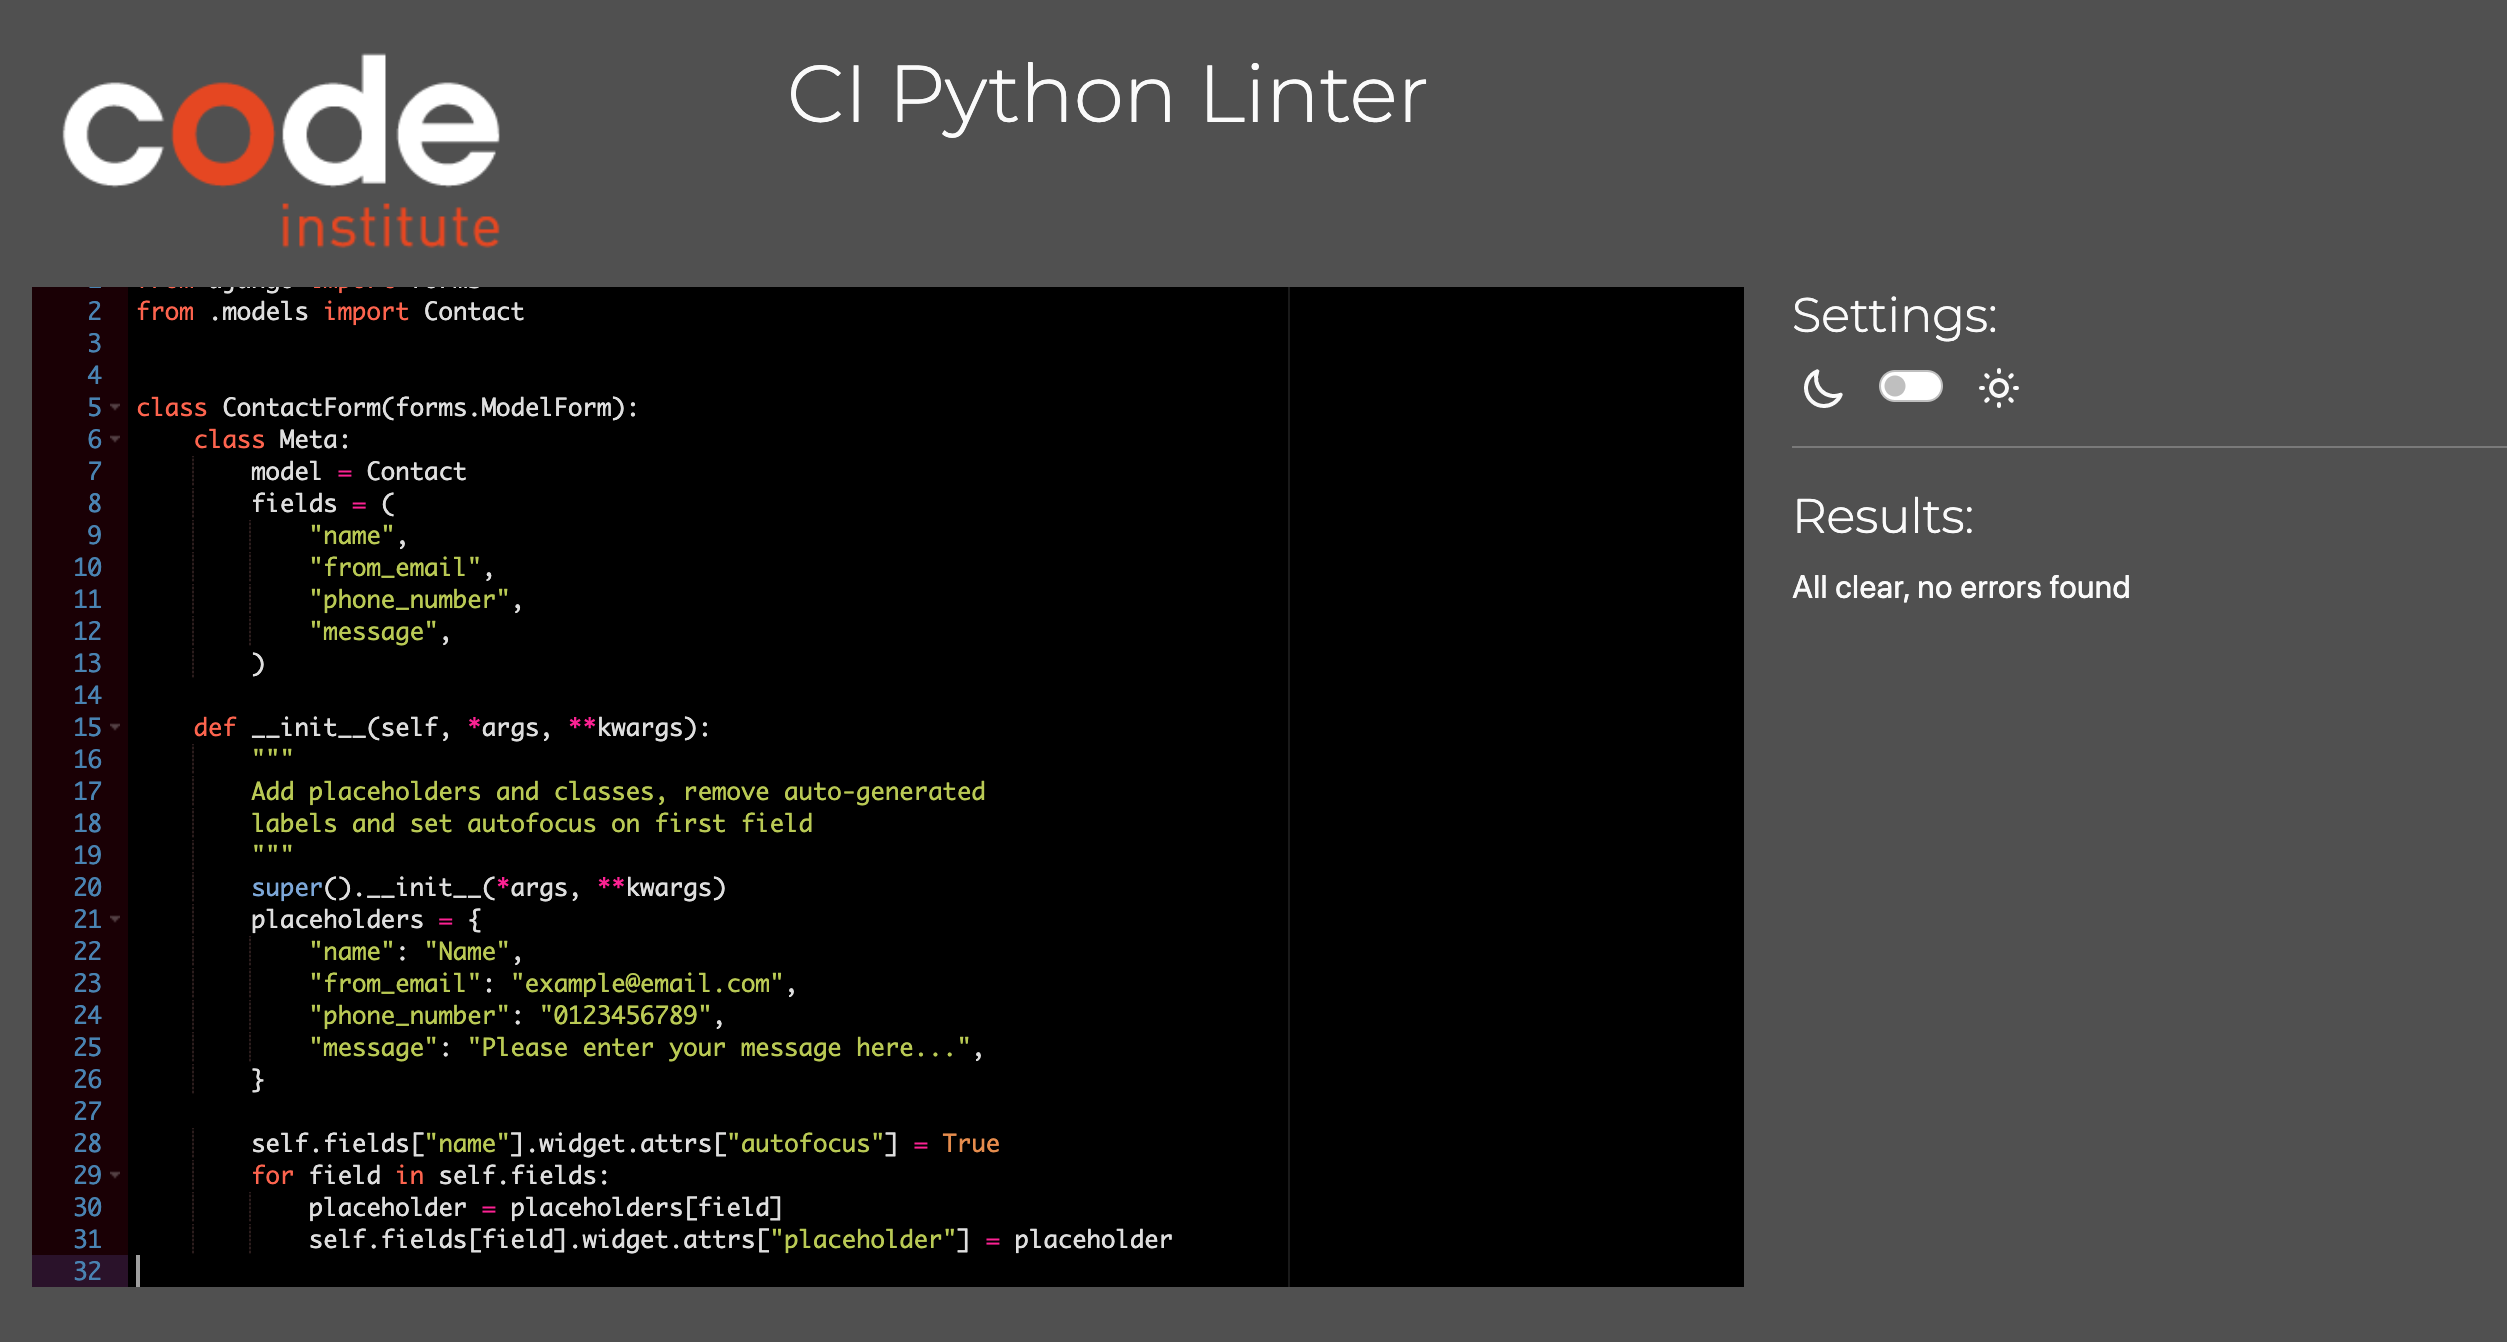 code
institute
CI Python Linter
2 from .models import Contact
3
4
5 class ContactForm(forms.ModelForm):
6     class Meta:
7         model = Contact
8         fields = (
9             "name",
10             "from_email",
11             "phone_number",
12             "message",
13         )
14
15     def __init__(self, *args, **kwargs):
16         """
17         Add placeholders and classes, remove auto-generated
18         labels and set autofocus on first field
19         """
20         super().__init__(*args, **kwargs)
21         placeholders = {
22             "name": "Name",
23             "from_email": "example@email.com",
24             "phone_number": "0123456789",
25             "message": "Please enter your message here...",
26         }
27
28         self.fields["name"].widget.attrs["autofocus"] = True
29         for field in self.fields:
30             placeholder = placeholders[field]
31             self.fields[field].widget.attrs["placeholder"] = placeholder
32
Settings:
Results:
All clear, no errors found